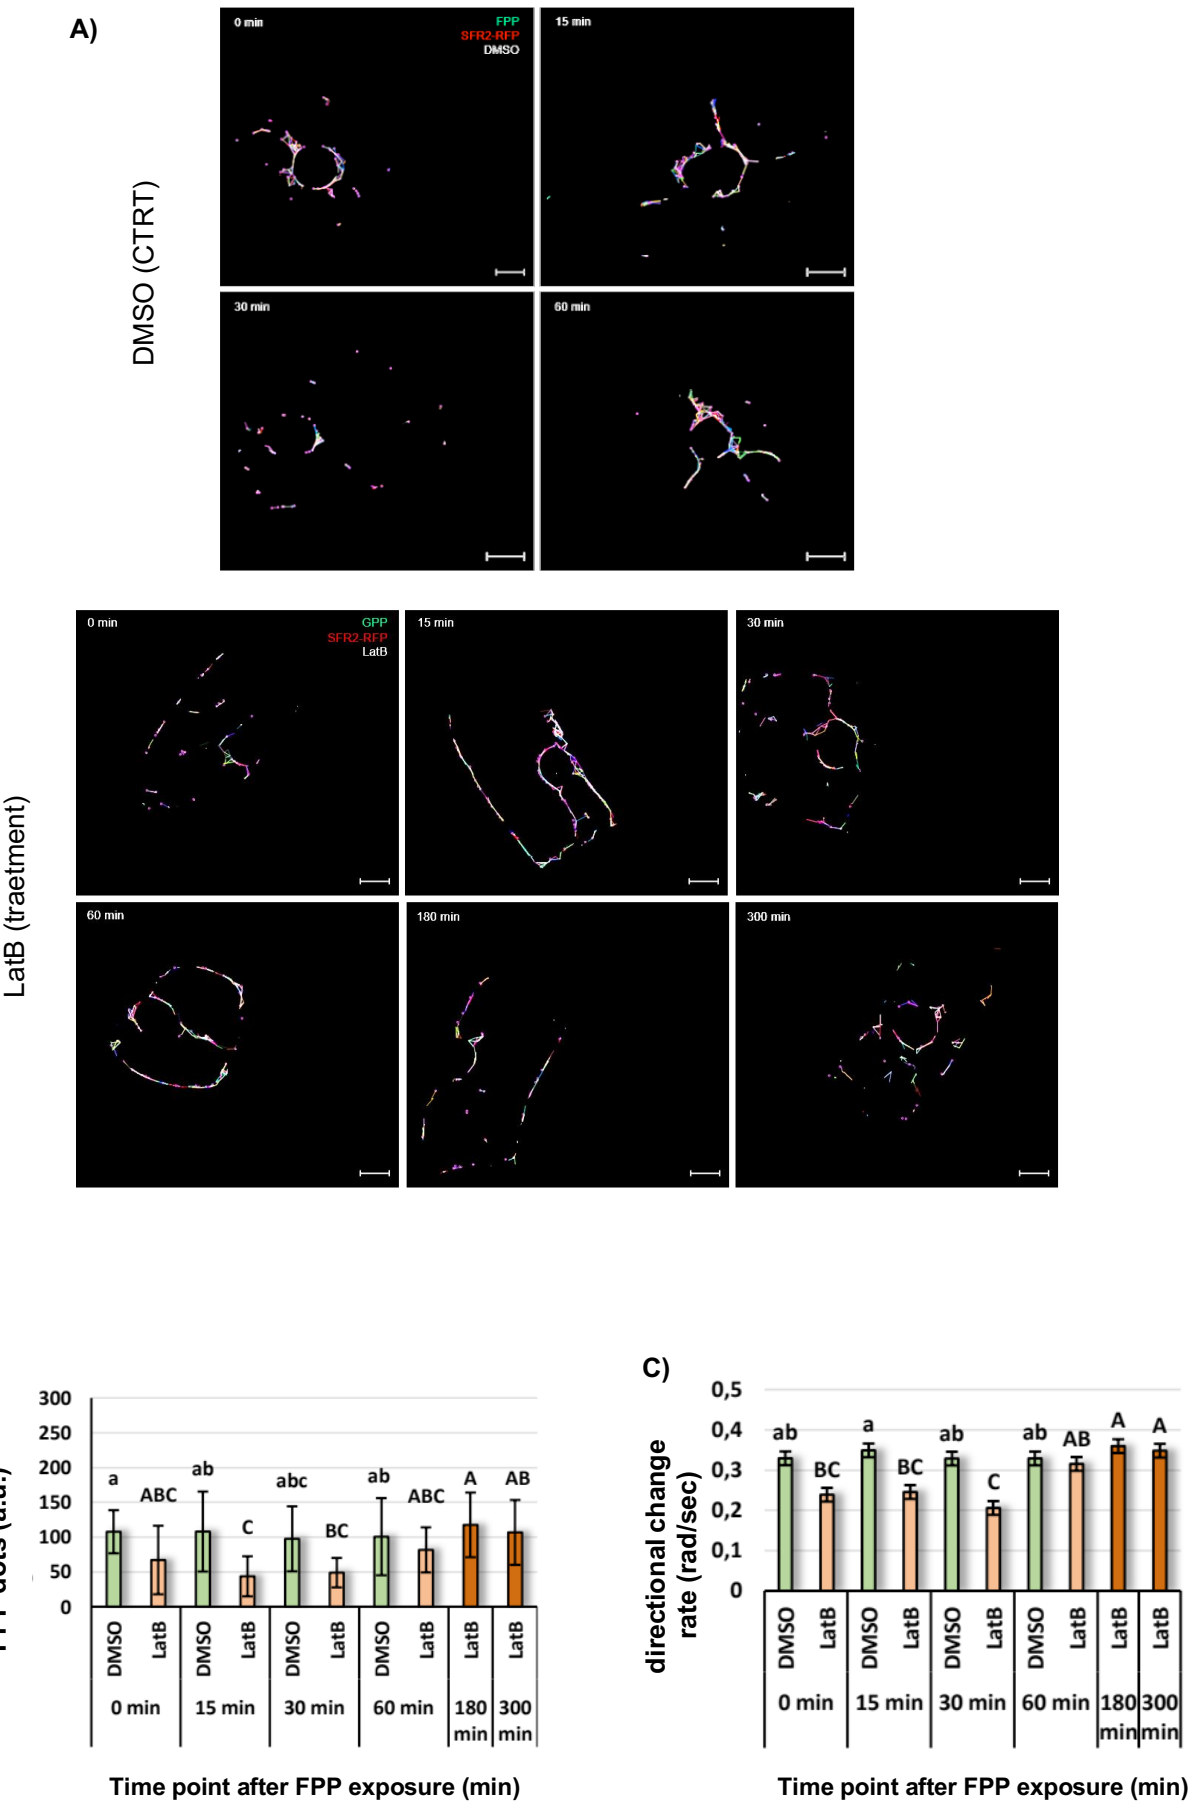 A)
DMSO (CTRT)
0 min
FPP
SFR2-RFP
DMSO
15 min
30 min
60 min
LatB (traetment)
0 min
GPP
SFR2-RFP
LatB
15 min
30 min
60 min
180 min
300 min
dots (a.u.)
300
250
200
150
100
50
0
a
ABC
ab
C
abc
BC
ab
ABC
A
AB
DMSO
LatB
DMSO
LatB
DMSO
LatB
DMSO
LatB
LatB
LatB
0 min
15 min
30 min
60 min
180 min
300 min
Time point after FPP exposure (min)
C)
directional change
rate (rad/sec)
0,5
0,4
0,3
0,2
0,1
0
ab
BC
a
BC
ab
C
ab
AB
A
A
DMSO
LatB
DMSO
LatB
DMSO
LatB
DMSO
LatB
LatB
LatB
0 min
15 min
30 min
60 min
180 min
300 min
Time point after FPP exposure (min)